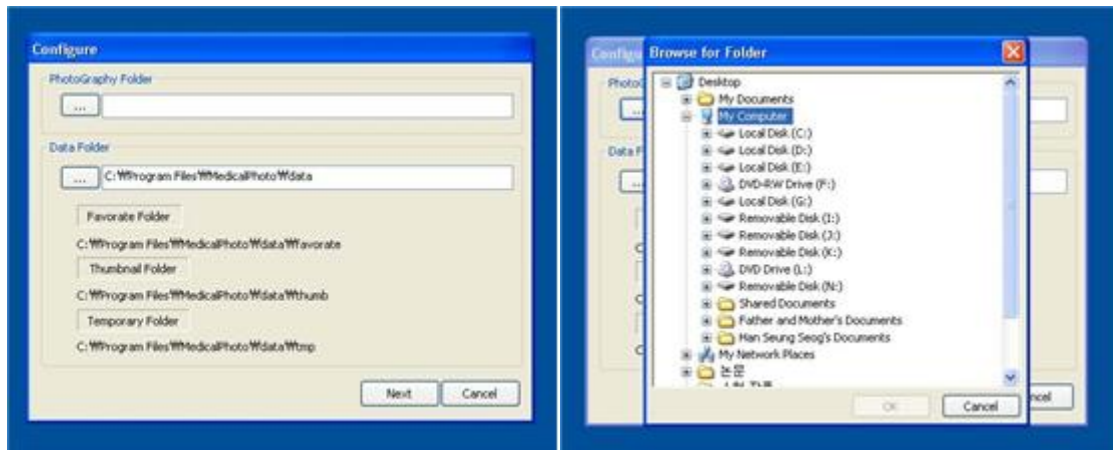 Configure
PhotoGraphy Folder
...
Data Folder
...
C:₩Program Files₩MedicalPhoto₩data
Favorate Folder
C:₩Program Files₩MedicalPhoto₩data₩favorate
Thumbnail Folder
C:₩Program Files₩MedicalPhoto₩data₩thumb
Temporary Folder
C:₩Program Files₩MedicalPhoto₩data₩tmp
Next
Cancel
Browse for Folder
Desktop
My Documents
My Computer
Local Disk (C:)
Local Disk (D:)
Local Disk (E:)
DVD-RW Drive (F:)
Local Disk (G:)
Removable Disk (I:)
Removable Disk (J:)
Removable Disk (K:)
DVD Drive (L:)
Removable Disk (N:)
Shared Documents
Father and Mother's Documents
Han Seung Seog's Documents
My Network Places
논문
OK
Cancel